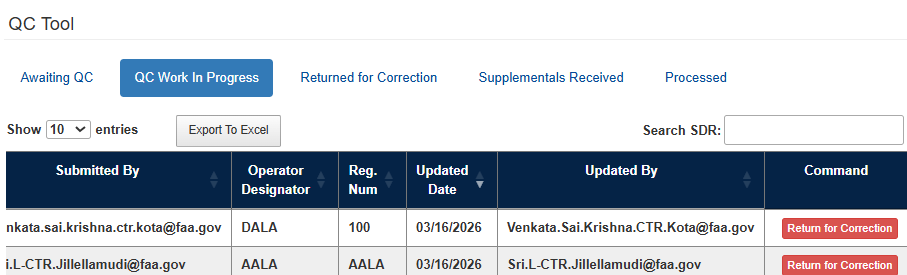 QC Tool
Awaiting QC QC Work In Progress Returned for Correction Supplementals Received Processed
Show 10 entries Export To Excel Search SDR:
Submitted By Operator Designator Reg. Num Updated Date Updated By Command
nkata.sai.krishna.ctr.kota@faa.gov DALA 100 03/16/2026 Venkata.Sai.Krishna.CTR.Kota@faa.gov Return for Correction
i.L-CTR.Jillellamudi@faa.gov AALA AALA 03/16/2026 Sri.L-CTR.Jillellamudi@faa.gov Return for Correction